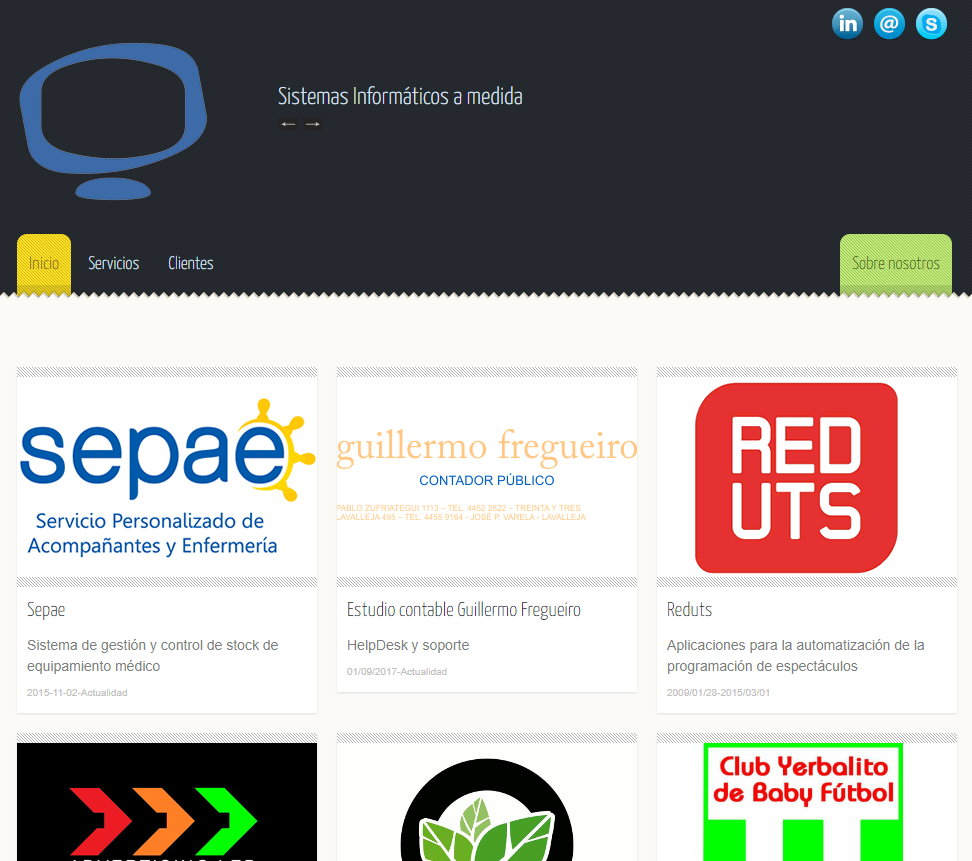 in @ S
Sistemas Informáticos a medida
← →
Inicio Servicios Clientes Sobre nosotros
sepae
Servicio Personalizado de
Acompañantes y Enfermería
Sepae
Sistema de gestión y control de stock de
equipamiento médico
2015-11-02-Actualidad
guillermo fregueiro
CONTADOR PÚBLICO
PABLO ZUFRIATEGUI 1113 – TEL. 4452 2622 – TREINTA Y TRES
LAVALLEJA 495 – TEL. 4455 9164 - JOSÉ P. VARELA - LAVALLEJA
Estudio contable Guillermo Fregueiro
HelpDesk y soporte
01/09/2017-Actualidad
RED
UTS
Reduts
Aplicaciones para la automatización de la
programación de espectáculos
2009/01/28-2015/03/01
Club Yerbalito
de Baby Fútbol